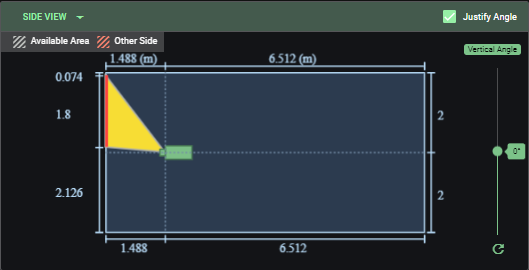 SIDE VIEW
Justify Angle
Available Area
Other Side
Vertical Angle
1.488 (m)
6.512 (m)
0.074
1.8
2
0°
2.126
2
1.488
6.512